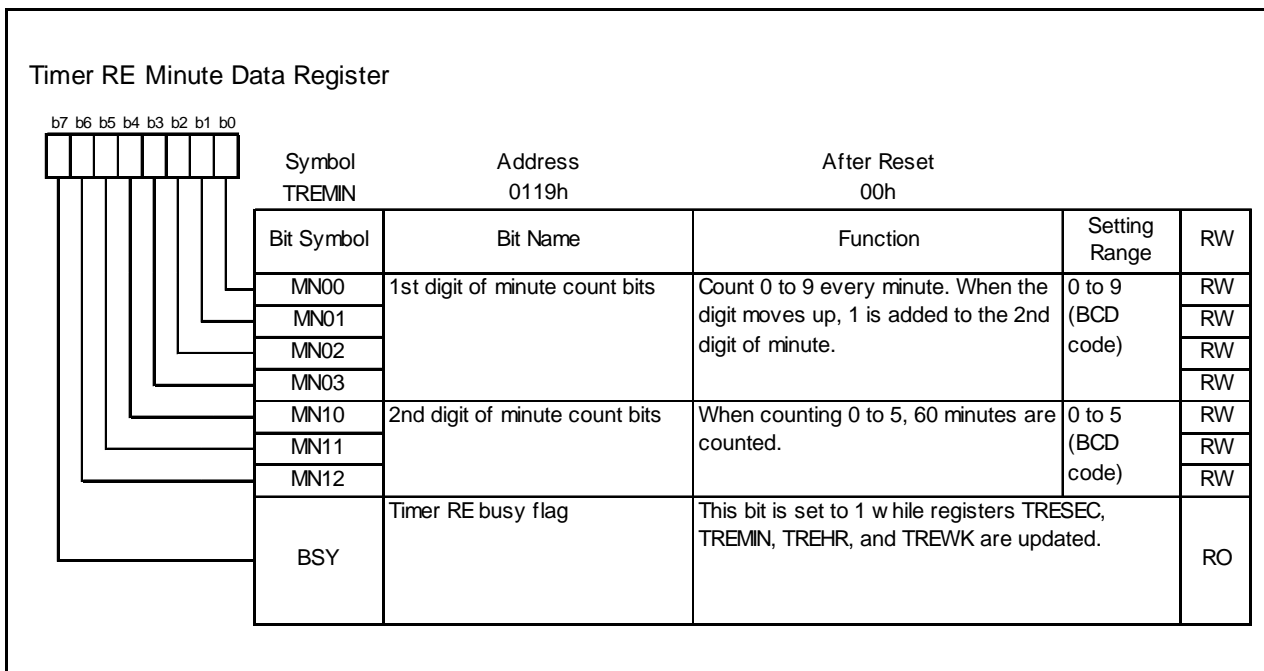 Timer RE Minute Data Register
b7 b6 b5 b4 b3 b2 b1 b0
Symbol Address After Reset
TREMIN 0119h 00h
Bit Symbol Bit Name Function Setting Range RW
MN00 1st digit of minute count bits Count 0 to 9 every minute. When the 0 to 9 RW
MN01 digit moves up, 1 is added to the 2nd (BCD RW
MN02 digit of minute. code) RW
MN03 RW
MN10 2nd digit of minute count bits When counting 0 to 5, 60 minutes are 0 to 5 RW
MN11 counted. (BCD RW
MN12 code) RW
Timer RE busy flag This bit is set to 1 w hile registers TRESEC,
TREMIN, TREHR, and TREWK are updated.
BSY RO